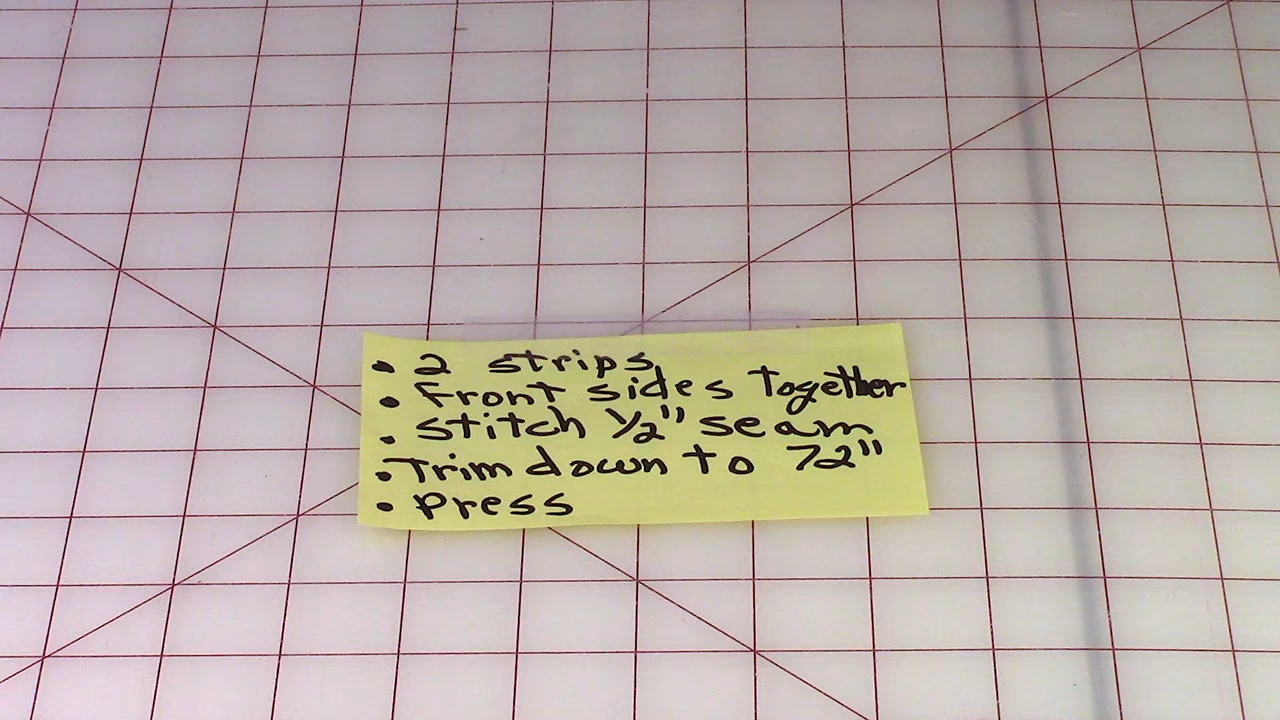 • 2 strips
• Front sides Together
• Stitch 1/2" seam
• Trim down to 72"
• Press